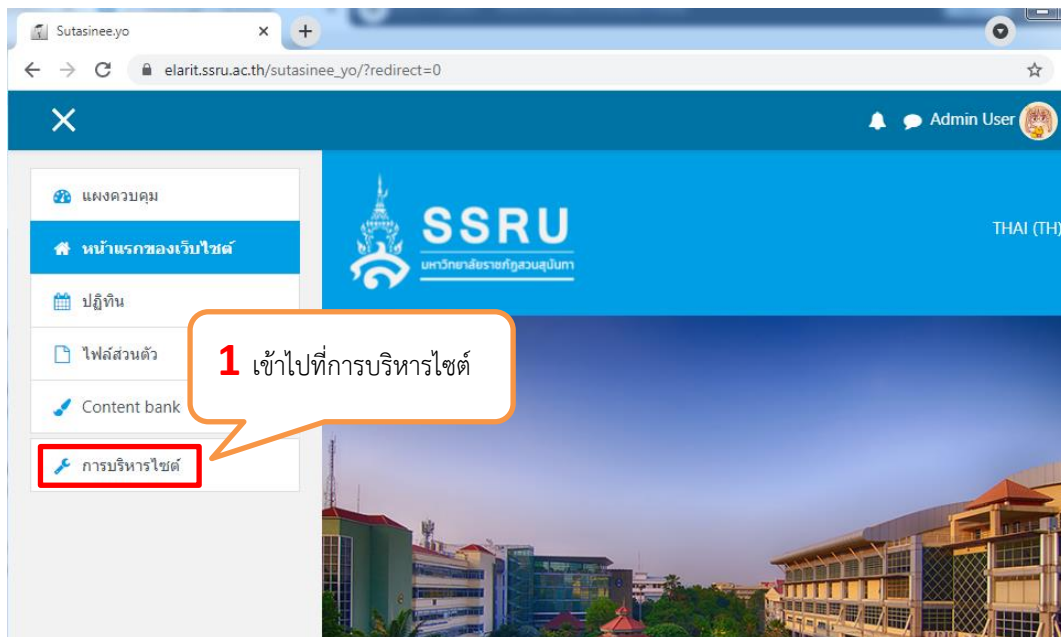 Sutasinee.yo
elarit.ssru.ac.th/sutasinee_yo/?redirect=0
Admin User
แผงควบคุม
หน้าแรกของเว็บไซต์
ปฏิทิน
ไฟล์ส่วนตัว
Content bank
การบริหารไซต์
SSRU
มหาวิทยาลัยราชภัฏสวนสุนันทา
THAI (TH)
1 เข้าไปที่การบริหารไซต์